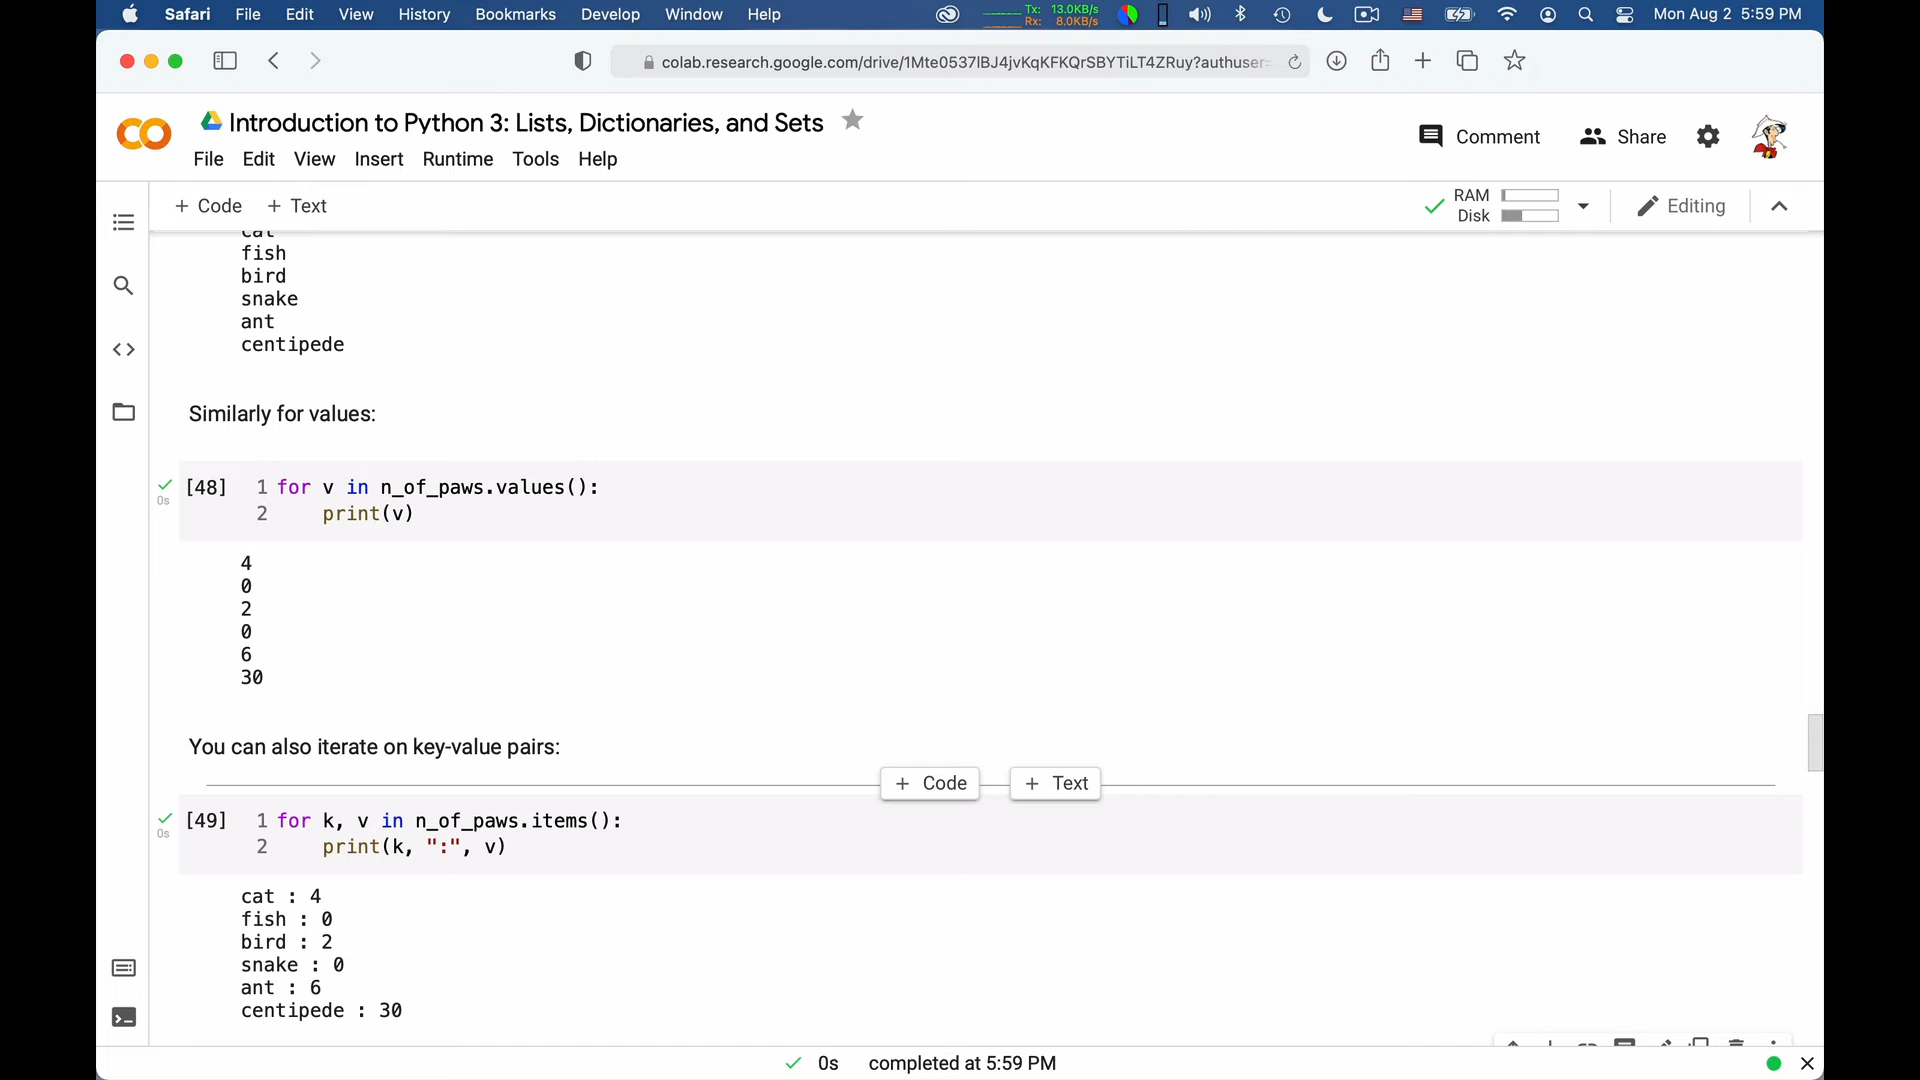 Safari File Edit View History Bookmarks Develop Window Help Tx: 13.0KB/s Rx: 8.0KB/s Mon Aug 2 5:59 PM
colab.research.google.com/drive/1Mte0537lBJ4jvKqKFKQrSBYTiLT4ZRuy?authuser=
Introduction to Python 3: Lists, Dictionaries, and Sets
Comment Share
File Edit View Insert Runtime Tools Help
+ Code + Text RAM Disk Editing
cat
fish
bird
snake
ant
centipede
Similarly for values:
0s [48] 1 for v in n_of_paws.values():
2 print(v)
4
0
2
0
6
30
You can also iterate on key-value pairs:
+ Code + Text
0s [49] 1 for k, v in n_of_paws.items():
2 print(k, ":", v)
cat : 4
fish : 0
bird : 2
snake : 0
ant : 6
centipede : 30
0s completed at 5:59 PM